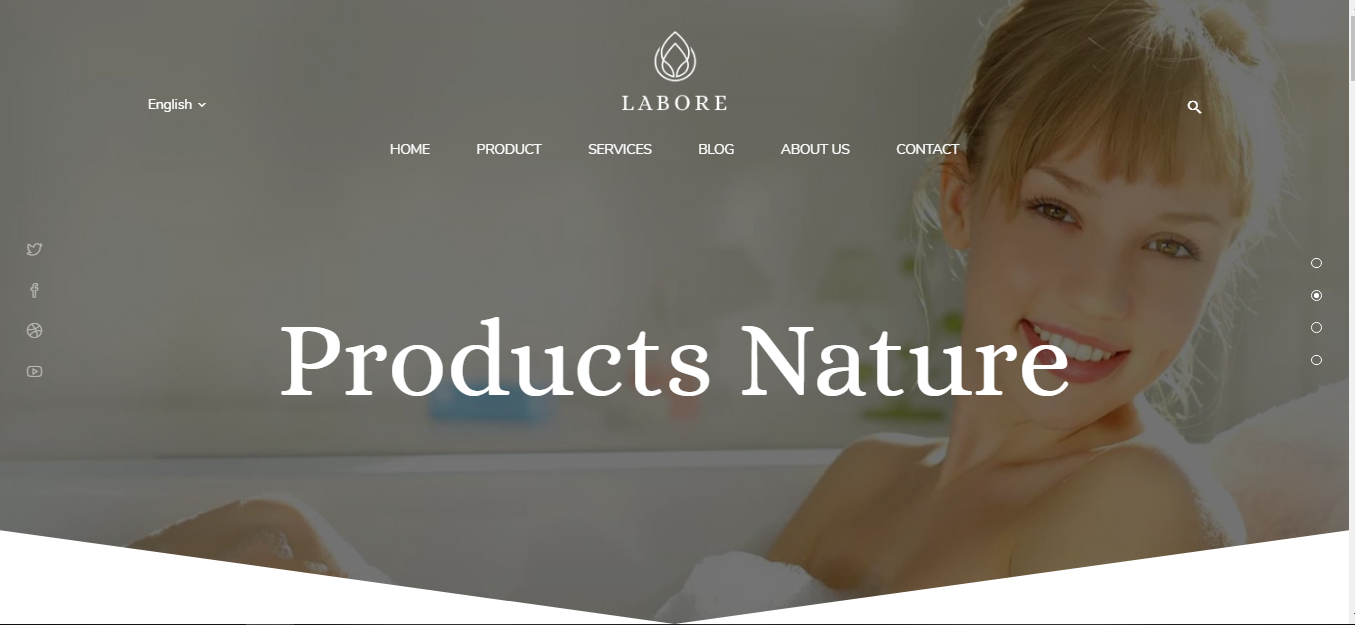 LABORE
English
HOME PRODUCT SERVICES BLOG ABOUT US CONTACT
Products Nature